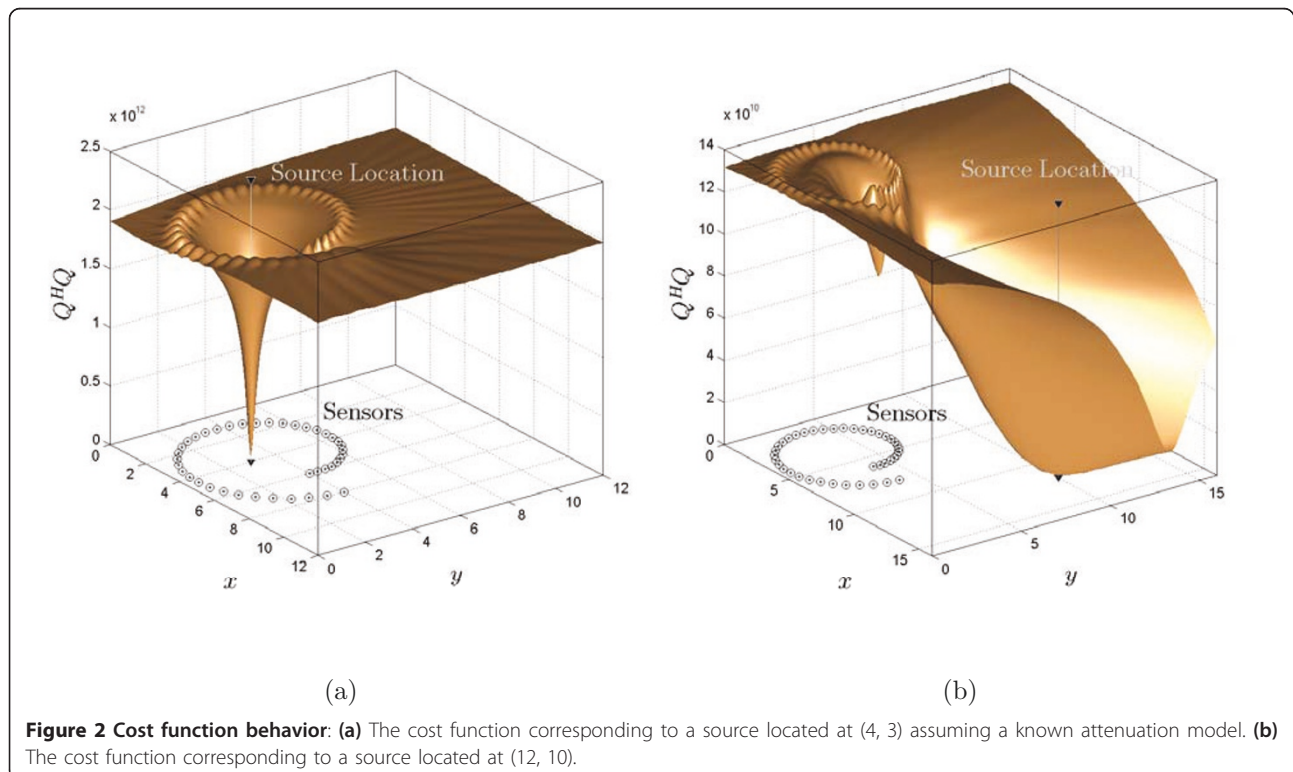 x 10^12
2.5
2
1.5
1
0.5
0
Q^H Q
Source Location
Sensors
0
2
4
6
8
10
12
x
0
2
4
6
8
10
12
y
(a)
x 10^10
14
12
10
8
6
4
2
0
Q^H Q
Source Location
Sensors
0
5
10
15
x
0
5
10
15
y
(b)
Figure 2 Cost function behavior: (a) The cost function corresponding to a source located at (4, 3) assuming a known attenuation model. (b)
The cost function corresponding to a source located at (12, 10).